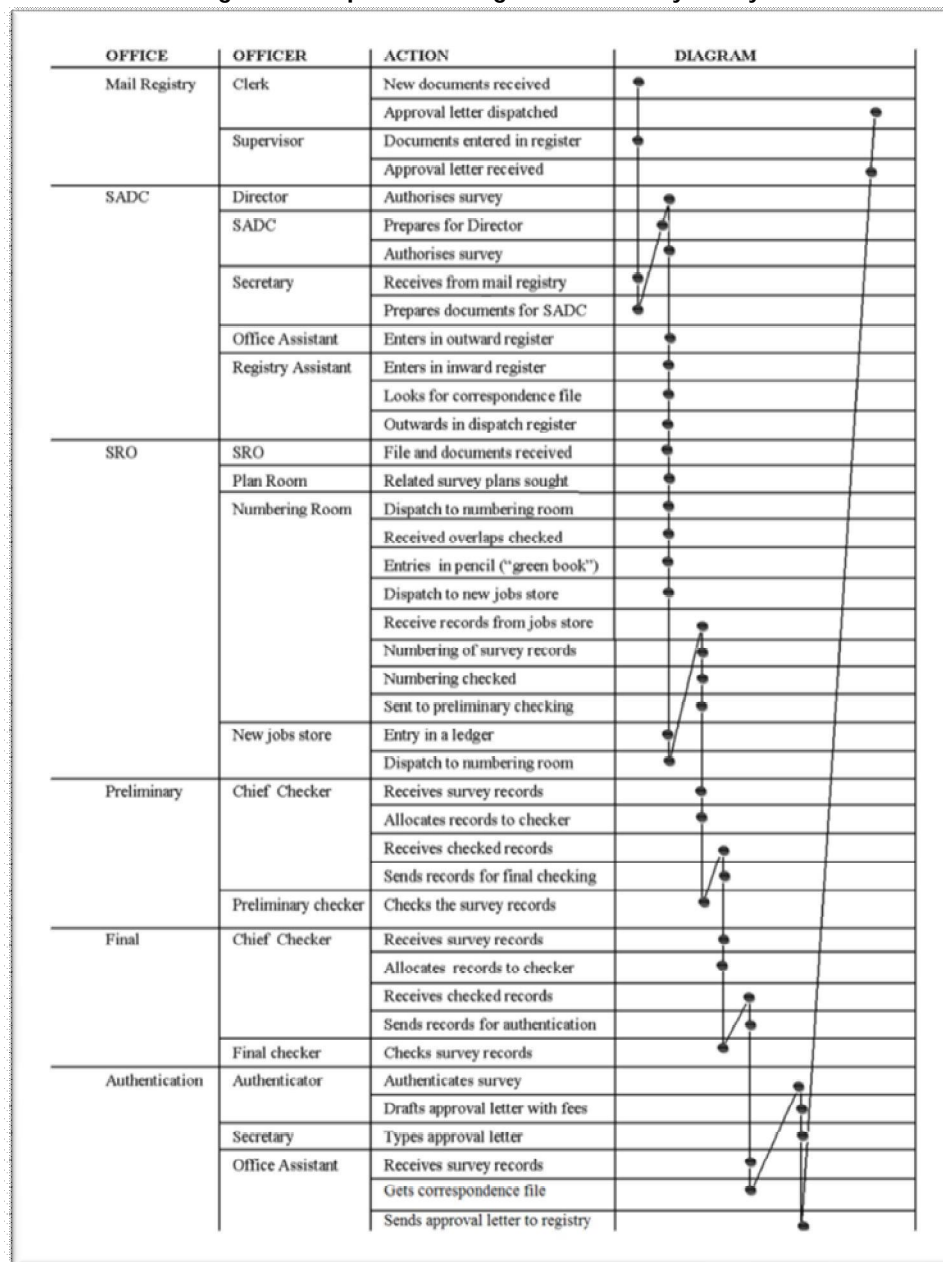 OFFICE OFFICER ACTION DIAGRAM
Mail Registry Clerk New documents received
Approval letter dispatched
Supervisor Documents entered in register
Approval letter received
SADC Director Authorises survey
SADC Prepares for Director
Authorises survey
Secretary Receives from mail registry
Prepares documents for SADC
Office Assistant Enters in outward register
Registry Assistant Enters in inward register
Looks for correspondence file
Outwards in dispatch register
SRO SRO File and documents received
Plan Room Related survey plans sought
Numbering Room Dispatch to numbering room
Received overlaps checked
Entries in pencil ("green book")
Dispatch to new jobs store
Receive records from jobs store
Numbering of survey records
Numbering checked
Sent to preliminary checking
New jobs store Entry in a ledger
Dispatch to numbering room
Preliminary Chief Checker Receives survey records
Allocates records to checker
Receives checked records
Sends records for final checking
Preliminary checker Checks the survey records
Final Chief Checker Receives survey records
Allocates records to checker
Receives checked records
Sends records for authentication
Final checker Checks survey records
Authentication Authenticator Authenticates survey
Drafts approval letter with fees
Secretary Types approval letter
Office Assistant Receives survey records
Gets correspondence file
Sends approval letter to registry